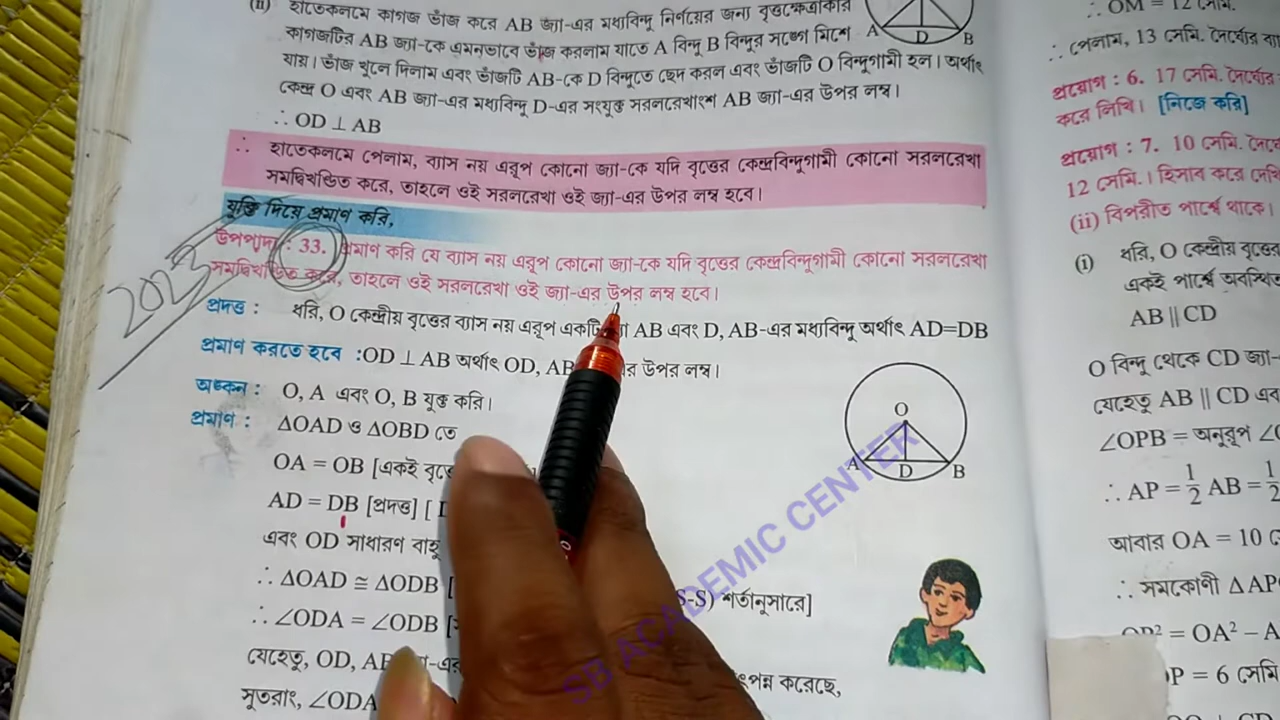 (ii) হাতেকলমে কাগজ ভাঁজ করে AB জ্যা-এর মধ্যবিন্দু নির্ণয়ের জন্য বৃত্তক্ষেত্রাকার
কাগজটির AB জ্যা-কে এমনভাবে ভাঁজ করলাম যাতে A বিন্দু B বিন্দুর সঙ্গে মিশে
যায়। ভাঁজ খুলে দিলাম এবং ভাঁজটি AB-কে D বিন্দুতে ছেদ করল এবং ভাঁজটি O বিন্দুগামী হল। অর্থাৎ
কেন্দ্র O এবং AB জ্যা-এর মধ্যবিন্দু D-এর সংযুক্ত সরলরেখাংশ AB জ্যা-এর উপর লম্ব।
∴ OD ⊥ AB
A D B
∴ হাতেকলমে পেলাম, ব্যাস নয় এরূপ কোনো জ্যা-কে যদি বৃত্তের কেন্দ্রবিন্দুগামী কোনো সরলরেখা
সমদ্বিখণ্ডিত করে, তাহলে ওই সরলরেখা ওই জ্যা-এর উপর লম্ব হবে।
যুক্তি দিয়ে প্রমাণ করি,
উপপাদ্য : 33. প্রমাণ করি যে ব্যাস নয় এরূপ কোনো জ্যা-কে যদি বৃত্তের কেন্দ্রবিন্দুগামী কোনো সরলরেখা
সমদ্বিখণ্ডিত করে, তাহলে ওই সরলরেখা ওই জ্যা-এর উপর লম্ব হবে।
2023
প্রদত্ত : ধরি, O কেন্দ্রীয় বৃত্তের ব্যাস নয় এরূপ একটি AB এবং D, AB-এর মধ্যবিন্দু অর্থাৎ AD=DB
প্রমাণ করতে হবে : OD ⊥ AB অর্থাৎ OD, AB উপর লম্ব।
অঙ্কন : O, A এবং O, B যুক্ত করি।
প্রমাণ : ΔOAD ও ΔOBD তে
OA = OB [একই
AD = DB [প্রদত্ত] [
এবং OD সাধারণ বাহু
∴ ΔOAD ≅ ΔODB [ S-S) শর্তানুসারে]
∴ ∠ODA = ∠ODB
যেহেতু, OD, করেছে,
সুতরাং, ∠ODA
O
A D B
SB ACADEMIC CENTER
∴ OM = 12 সেমি.
∴ পেলাম, 13 সেমি. দৈর্ঘ্যের
প্রয়োগ : 6. 17 সেমি. দৈর্ঘ্যের
করে লিখি। [নিজে করি]
প্রয়োগ : 7. 10 সেমি.
12 সেমি.। হিসাব করে
(ii) বিপরীত পার্শ্বে থাকে।
(i) ধরি, O কেন্দ্রীয় বৃত্তের
একই পার্শ্বে অবস্থিত
AB || CD
O বিন্দু থেকে CD
যেহেতু AB || CD
∠OPB = অনুরূপ
∴ AP = 1/2 AB =
আবার OA = 10
∴ সমকোণী
= OA² −
= 6 সেমি